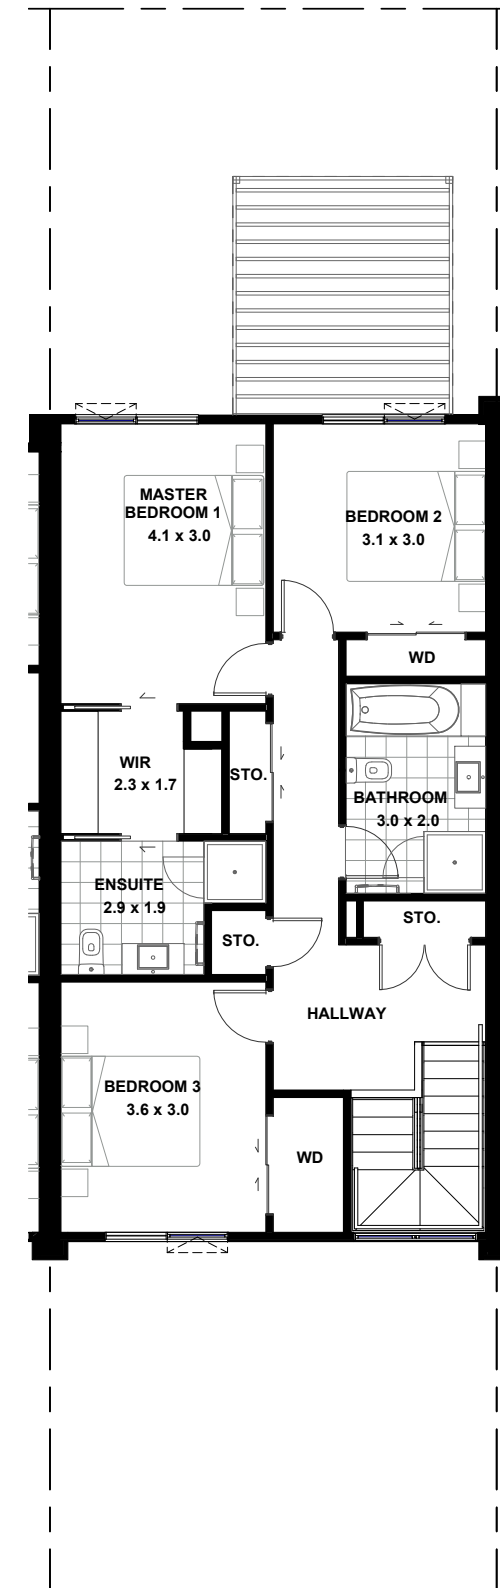 MASTER
BEDROOM 1
4.1 x 3.0
BEDROOM 2
3.1 x 3.0
WD
WIR
2.3 x 1.7
STO.
BATHROOM
3.0 x 2.0
ENSUITE
2.9 x 1.9
STO.
STO.
HALLWAY
BEDROOM 3
3.6 x 3.0
WD